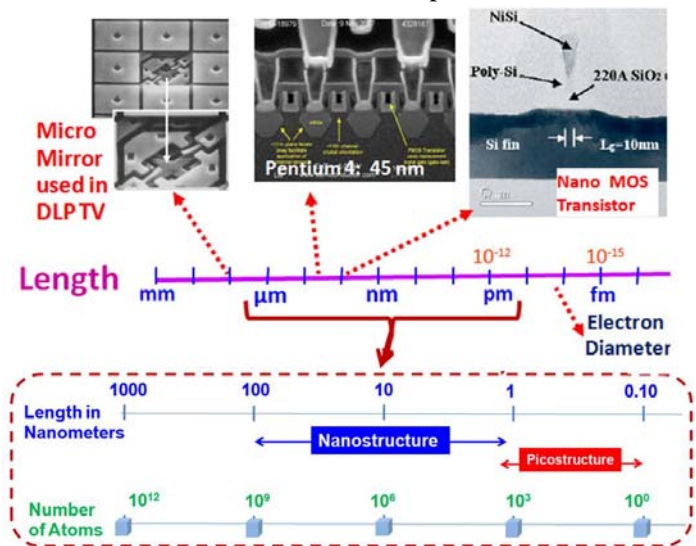 NiSi
Poly-Si
220A SiO₂
Si fin
Lg=10nm
Nano MOS
Transistor
Micro
Mirror
used in
DLP TV
Pentium 4: 45 nm
Length
10⁻¹²
10⁻¹⁵
mm
μm
nm
pm
fm
Electron
Diameter
1000
100
10
1
0.10
Length in
Nanometers
Nanostructure
Picostructure
10¹²
10⁹
10⁶
10³
10⁰
Number
of Atoms